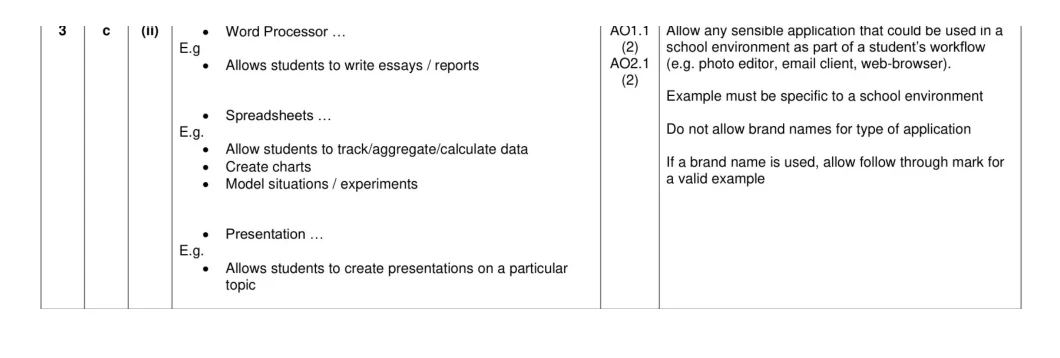 3 c (ii) • Word Processor … AO1.1 Allow any sensible application that could be used in a
E.g (2) school environment as part of a student's workflow
• Allows students to write essays / reports AO2.1 (e.g. photo editor, email client, web-browser).
(2)
Example must be specific to a school environment
• Spreadsheets …
E.g. Do not allow brand names for type of application
• Allow students to track/aggregate/calculate data
• Create charts If a brand name is used, allow follow through mark for
• Model situations / experiments a valid example
• Presentation …
E.g.
• Allows students to create presentations on a particular
topic